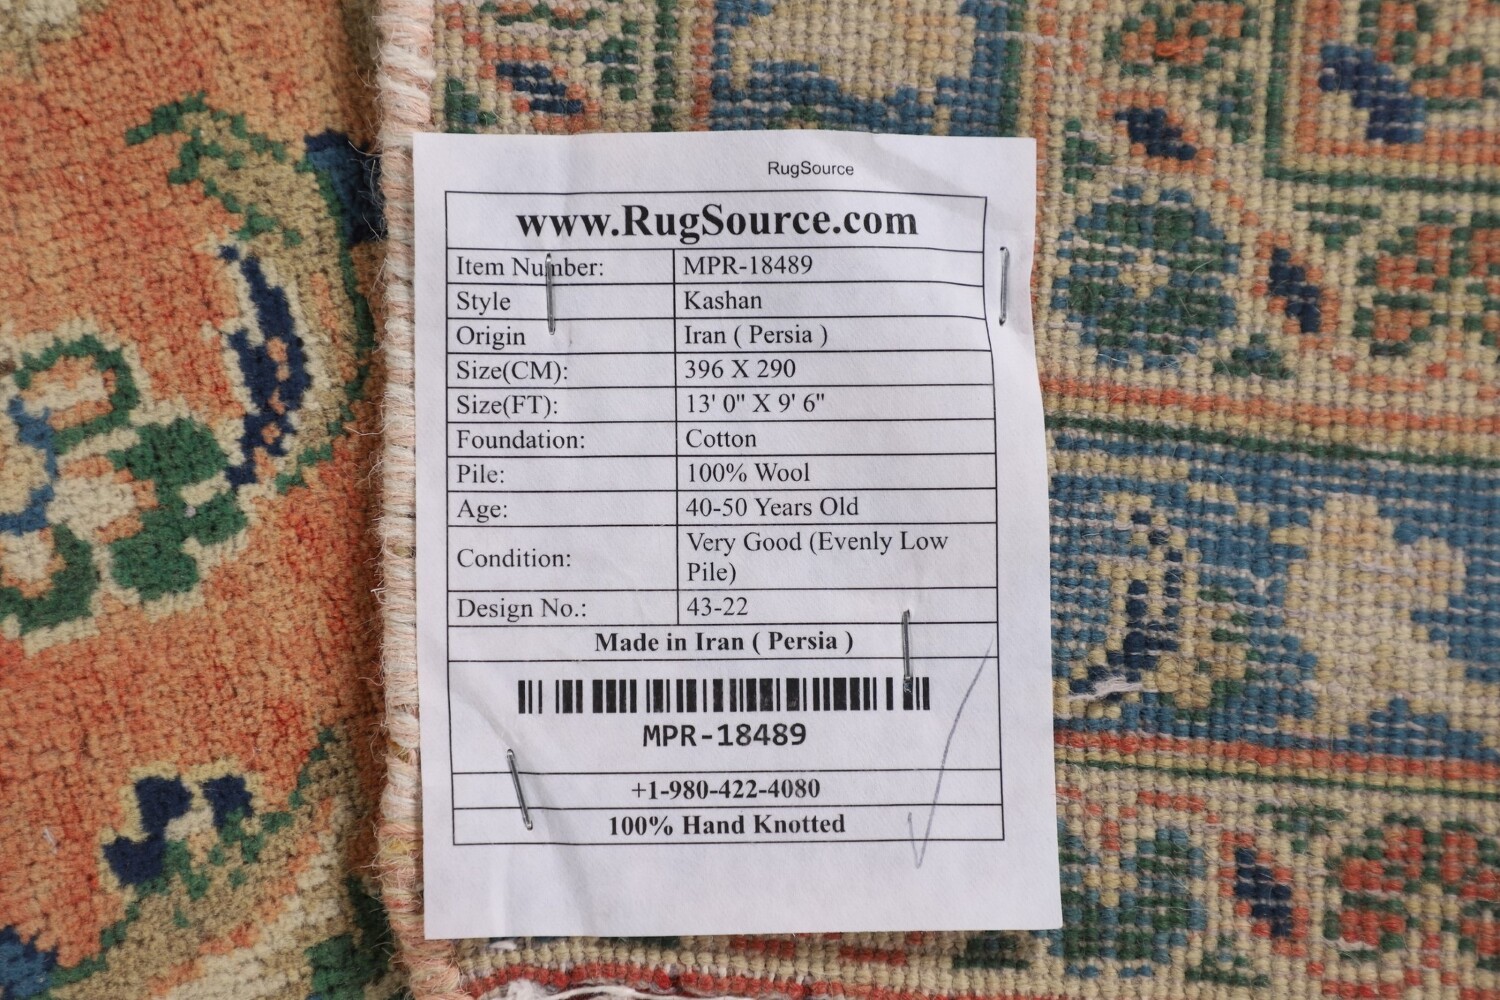 RugSource
www.RugSource.com
Item Number: MPR-18489
Style Kashan
Origin Iran ( Persia )
Size(CM): 396 X 290
Size(FT): 13' 0" X 9' 6"
Foundation: Cotton
Pile: 100% Wool
Age: 40-50 Years Old
Condition: Very Good (Evenly Low
Pile)
Design No.: 43-22
Made in Iran ( Persia )
MPR-18489
+1-980-422-4080
100% Hand Knotted